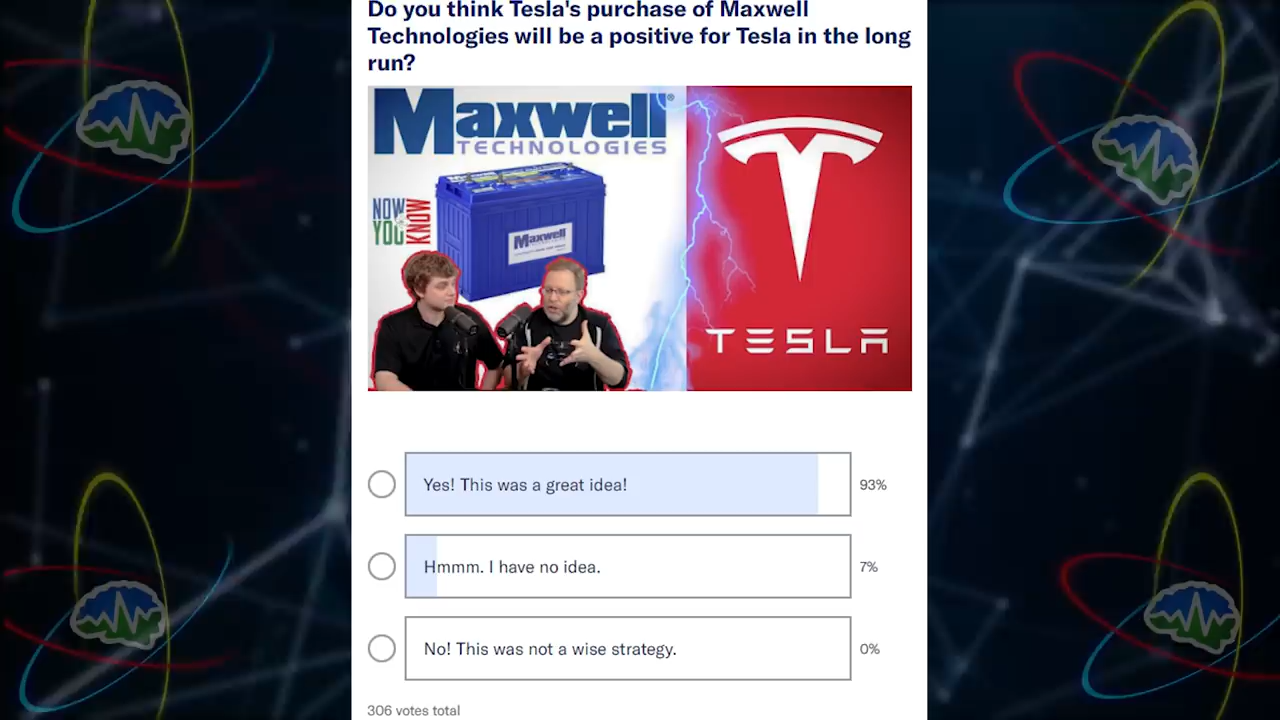 Do you think Tesla's purchase of Maxwell
Technologies will be a positive for Tesla in the long
run?
Maxwell®
TECHNOLOGIES
NOW
YOU
KNOW
Maxwell
TESLA
Yes! This was a great idea!
93%
Hmmm. I have no idea.
7%
No! This was not a wise strategy.
0%
306 votes total